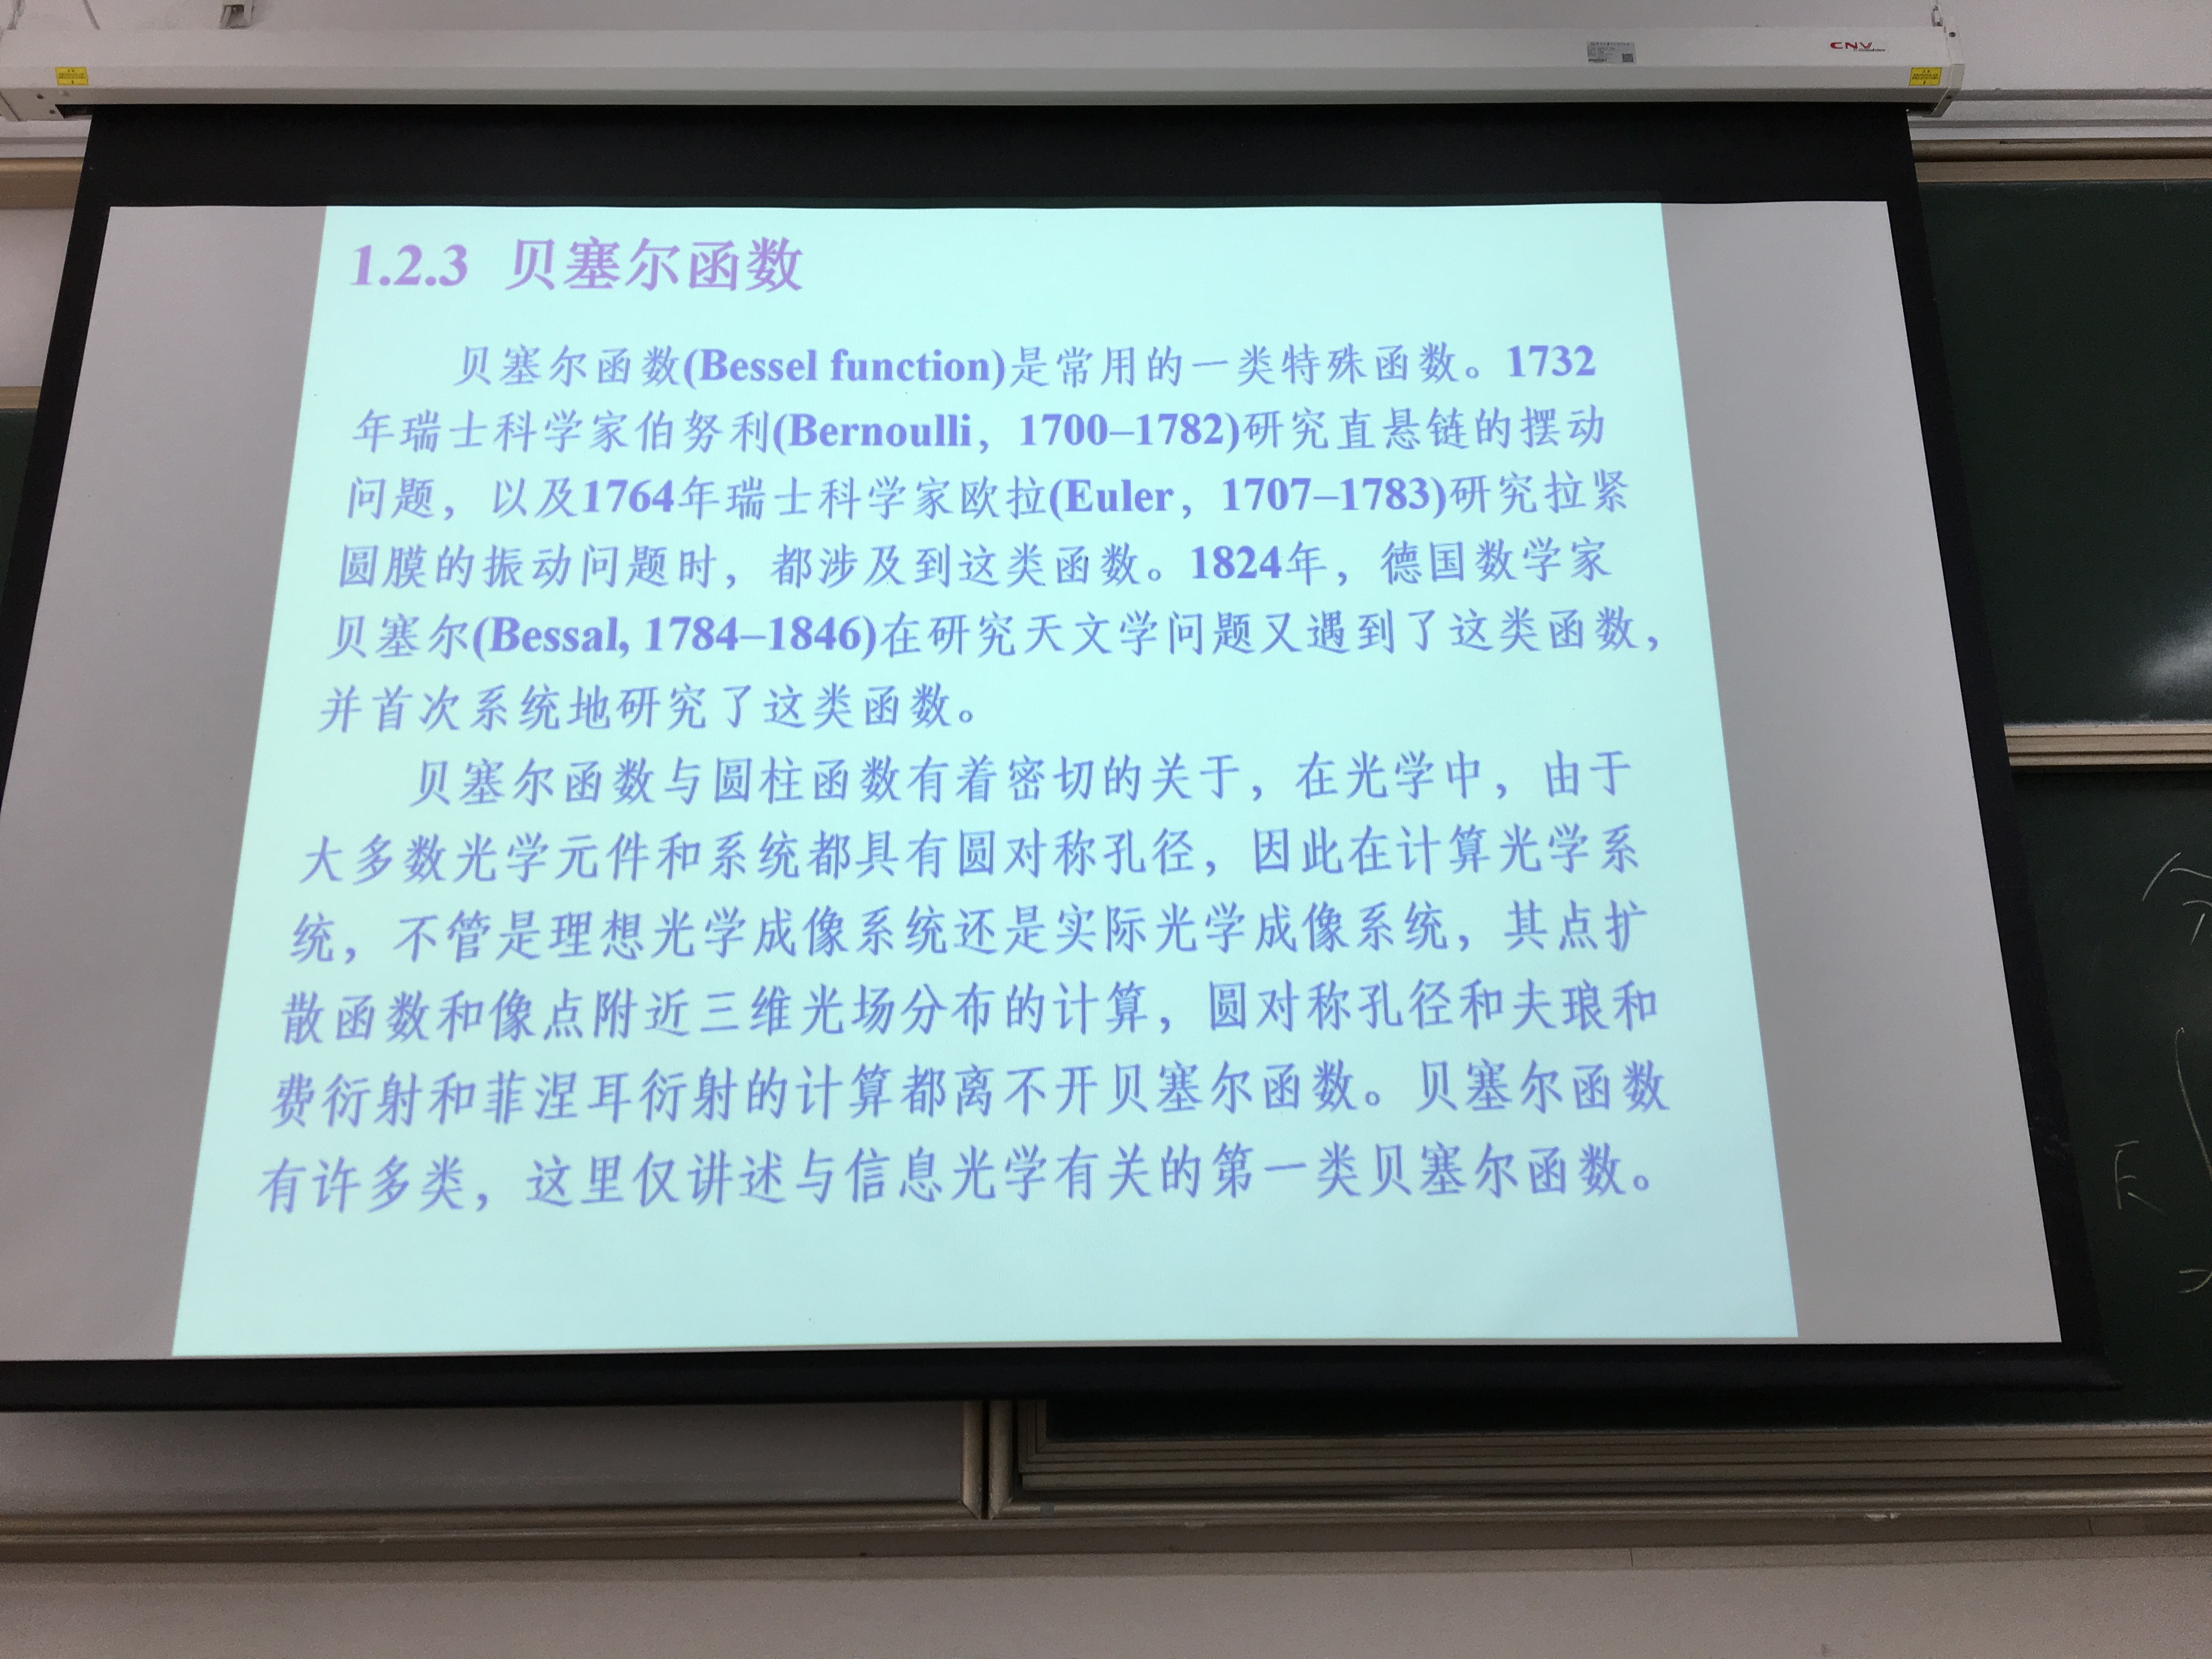 CNV
1.2.3 贝塞尔函数
贝塞尔函数(Bessel function)是常用的一类特殊函数。1732
年瑞士科学家伯努利(Bernoulli，1700–1782)研究直悬链的摆动
问题，以及1764年瑞士科学家欧拉(Euler，1707–1783)研究拉紧
圆膜的振动问题时，都涉及到这类函数。1824年，德国数学家
贝塞尔(Bessal, 1784–1846)在研究天文学问题又遇到了这类函数，
并首次系统地研究了这类函数。
贝塞尔函数与圆柱函数有着密切的关于，在光学中，由于
大多数光学元件和系统都具有圆对称孔径，因此在计算光学系
统，不管是理想光学成像系统还是实际光学成像系统，其点扩
散函数和像点附近三维光场分布的计算，圆对称孔径和夫琅和
费衍射和菲涅耳衍射的计算都离不开贝塞尔函数。贝塞尔函数
有许多类，这里仅讲述与信息光学有关的第一类贝塞尔函数。